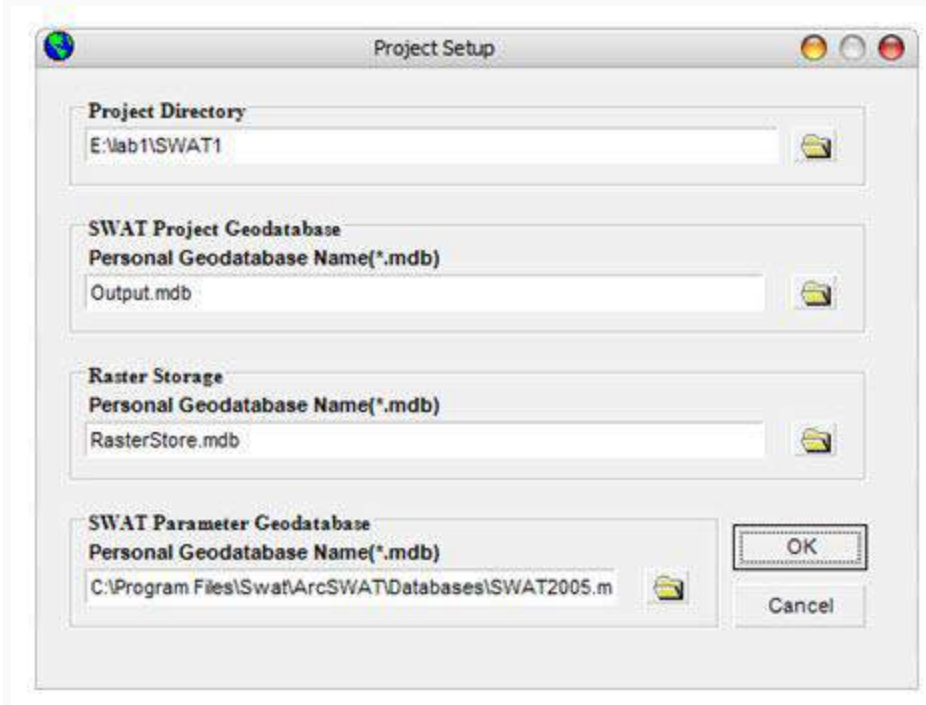 Project Setup
Project Directory
E:\lab1\SWAT1
SWAT Project Geodatabase
Personal Geodatabase Name(*.mdb)
Output.mdb
Raster Storage
Personal Geodatabase Name(*.mdb)
RasterStore.mdb
SWAT Parameter Geodatabase
Personal Geodatabase Name(*.mdb)
C:\Program Files\Swat\ArcSWAT\Databases\SWAT2005.m
OK
Cancel